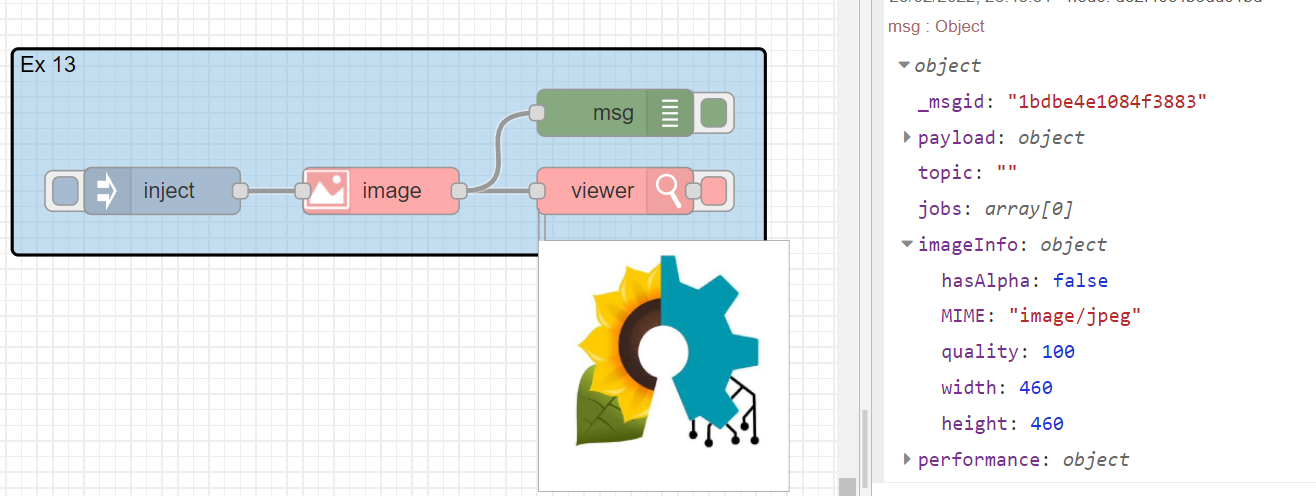 Ex 13
msg
inject
image
viewer
msg : Object
object
_msgid: "1bdbe4e1084f3883"
payload: object
topic: ""
jobs: array[0]
imageInfo: object
hasAlpha: false
MIME: "image/jpeg"
quality: 100
width: 460
height: 460
performance: object